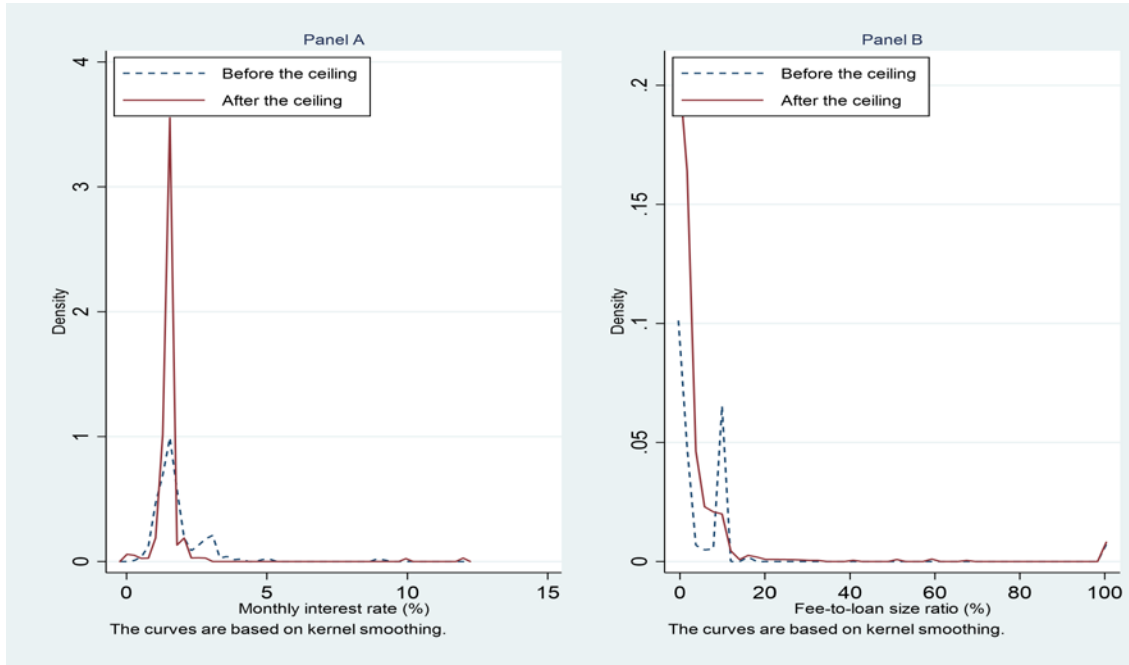 Panel A
Before the ceiling
After the ceiling
Density
4
3
2
1
0
0 5 10 15
Monthly interest rate (%)
The curves are based on kernel smoothing.
Panel B
Before the ceiling
After the ceiling
Density
.2
.15
.1
.05
0
0 20 40 60 80 100
Fee-to-loan size ratio (%)
The curves are based on kernel smoothing.